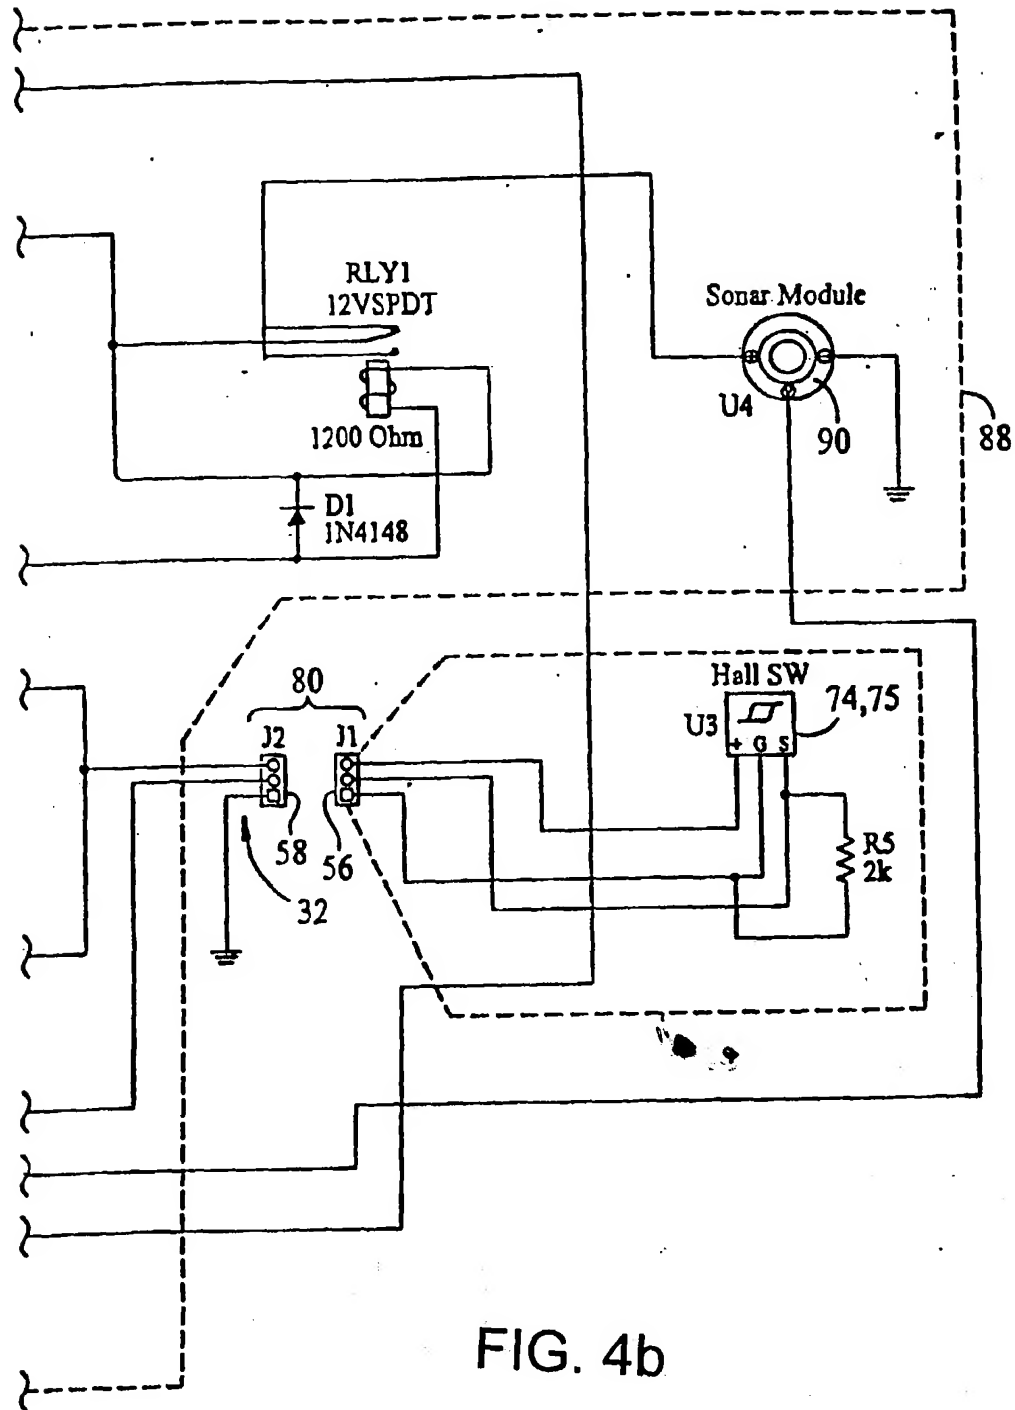 RLY1
12VSPDT
Sonar Module
U4
90
88
1200 Ohm
D1
1N4148
80
Hall SW
74,75
U3
J2
J1
+ G S
R5
2k
58
56
32
FIG. 4b